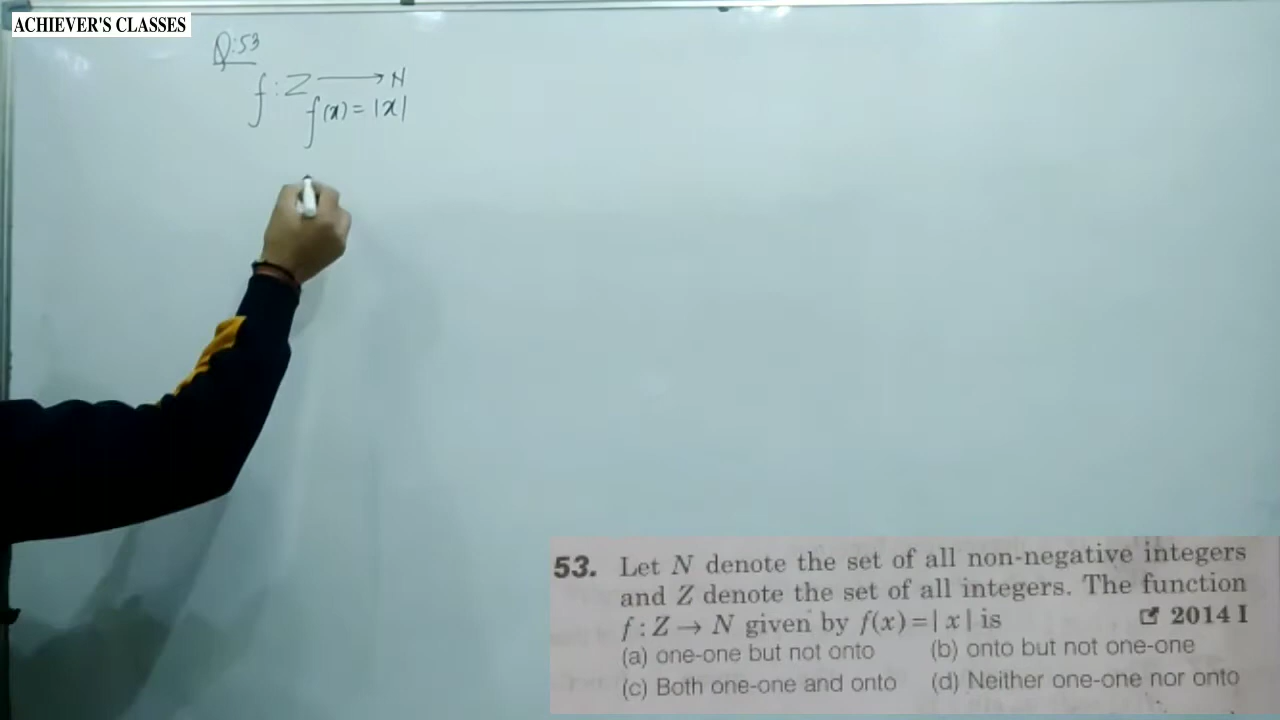 ACHIEVER'S CLASSES
Q:53
f : Z ⟶ N
f(x) = |x|
53. Let N denote the set of all non-negative integers
and Z denote the set of all integers. The function
f : Z → N given by f(x) = | x | is 2014 I
(a) one-one but not onto (b) onto but not one-one
(c) Both one-one and onto (d) Neither one-one nor onto